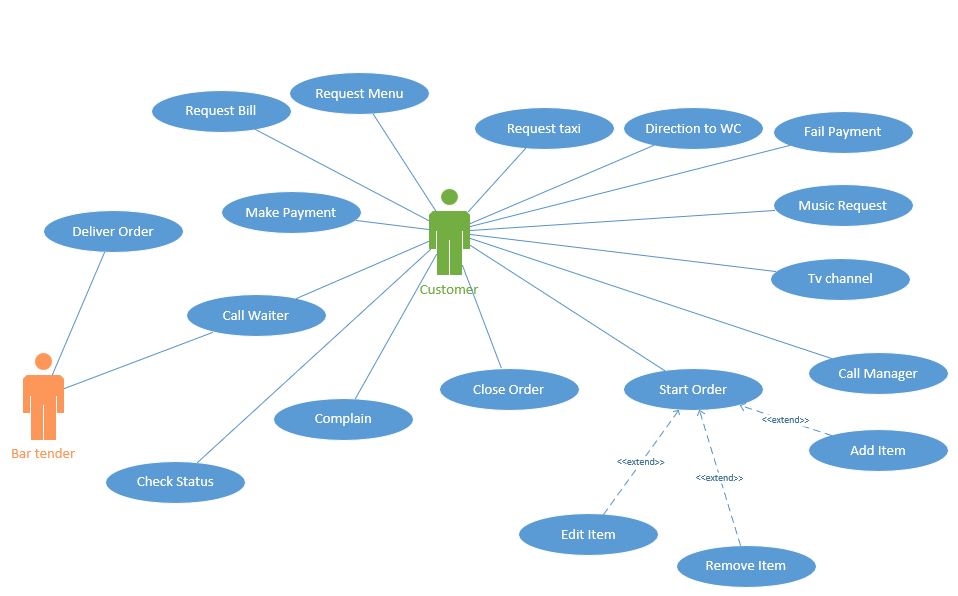 Request Menu
Request Bill
Request taxi
Direction to WC
Fail Payment
Make Payment
Music Request
Deliver Order
Tv channel
Customer
Call Waiter
Call Manager
Close Order
Start Order
Complain
<<extend>>
Add Item
Bar tender
<<extend>>
<<extend>>
Check Status
Edit Item
Remove Item